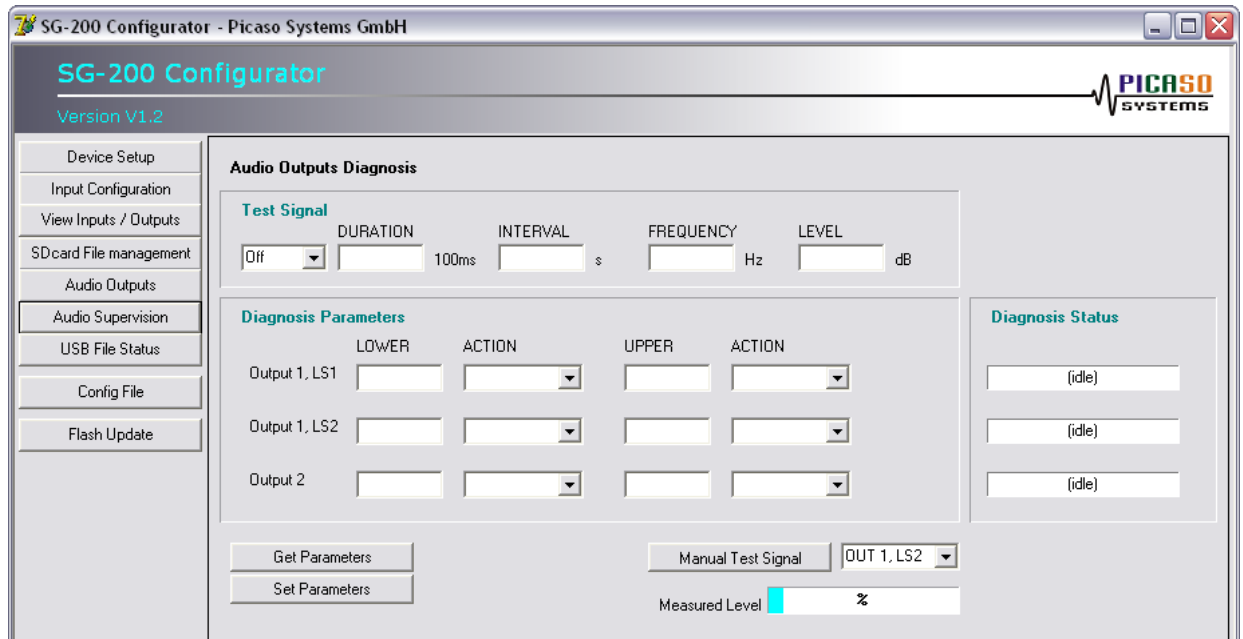 SG-200 Configurator - Picaso Systems GmbH
SG-200 Configurator
PICASO
SYSTEMS
Version V1.2
Device Setup
Input Configuration
View Inputs / Outputs
SDcard File management
Audio Outputs
Audio Supervision
USB File Status
Config File
Flash Update
Audio Outputs Diagnosis
Test Signal
DURATION INTERVAL FREQUENCY LEVEL
Off 100ms s Hz dB
Diagnosis Parameters
LOWER ACTION UPPER ACTION
Output 1, LS1
Output 1, LS2
Output 2
Diagnosis Status
(idle)
(idle)
(idle)
Get Parameters
Set Parameters
Manual Test Signal OUT 1, LS2
Measured Level %